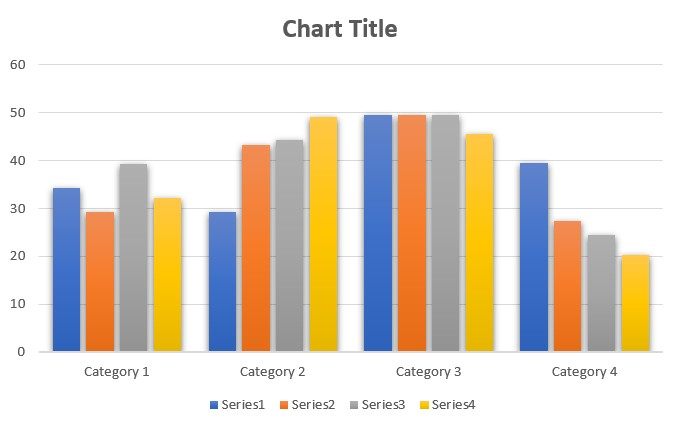 Chart Title
60
50
40
30
20
10
0
Category 1 Category 2 Category 3 Category 4
Series1 Series2 Series3 Series4